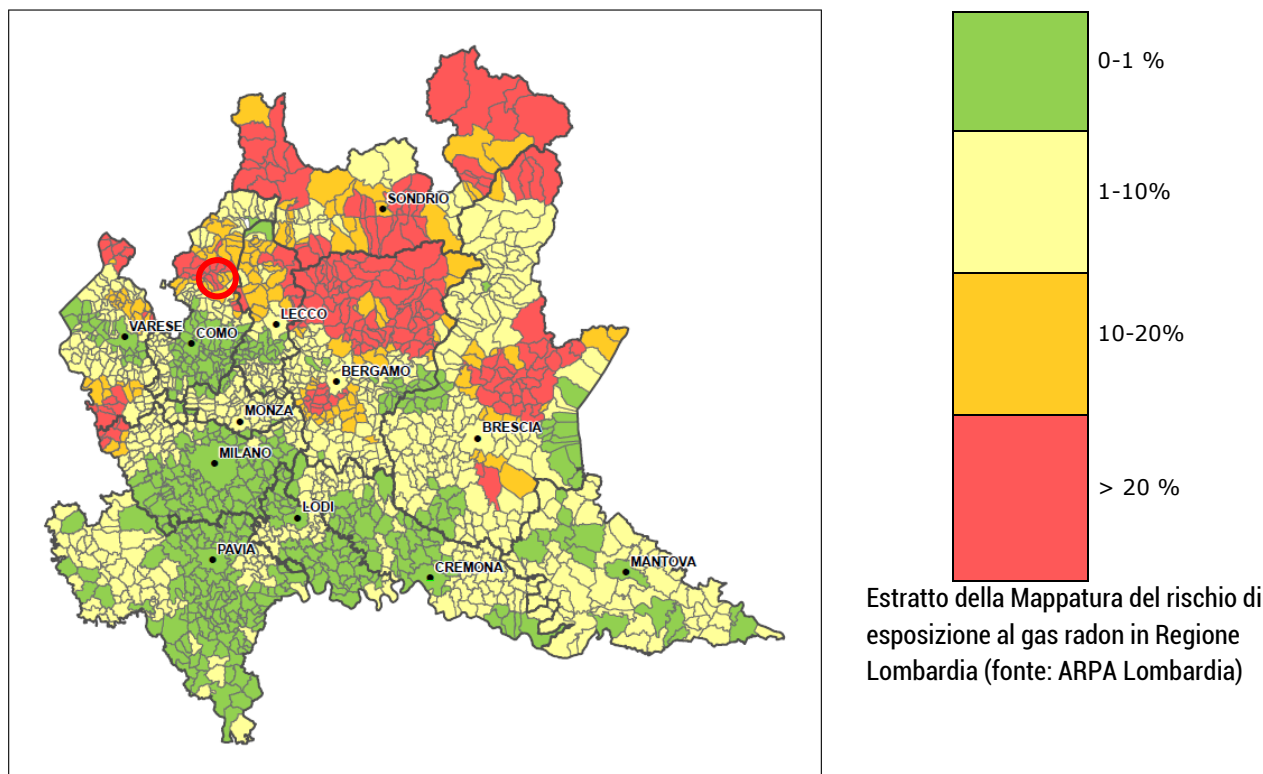 SONDRIO
LECCO
VARESE
COMO
BERGAMO
MONZA
BRESCIA
MILANO
LODI
PAVIA
CREMONA
MANTOVA
0-1 %
1-10%
10-20%
> 20 %
Estratto della Mappatura del rischio di
esposizione al gas radon in Regione
Lombardia (fonte: ARPA Lombardia)